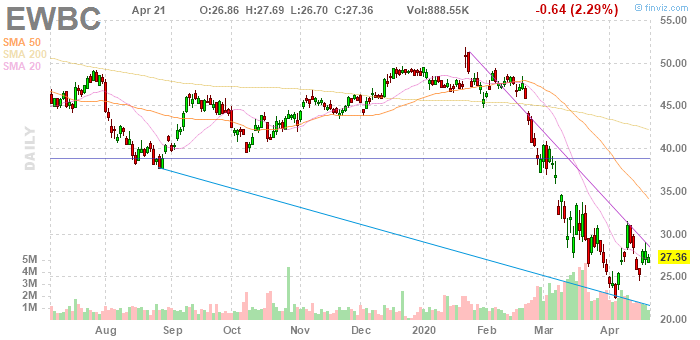 EWBC
Apr 21 O:26.86 H:27.69 L:26.70 C:27.36 Vol:888.55K -0.64 (2.29%)
© finviz.com
SMA 50
SMA 200
SMA 20
DAILY
55.00
50.00
45.00
40.00
35.00
30.00
27.36
25.00
20.00
5M
4M
3M
2M
1M
Aug Sep Oct Nov Dec 2020 Feb Mar Apr